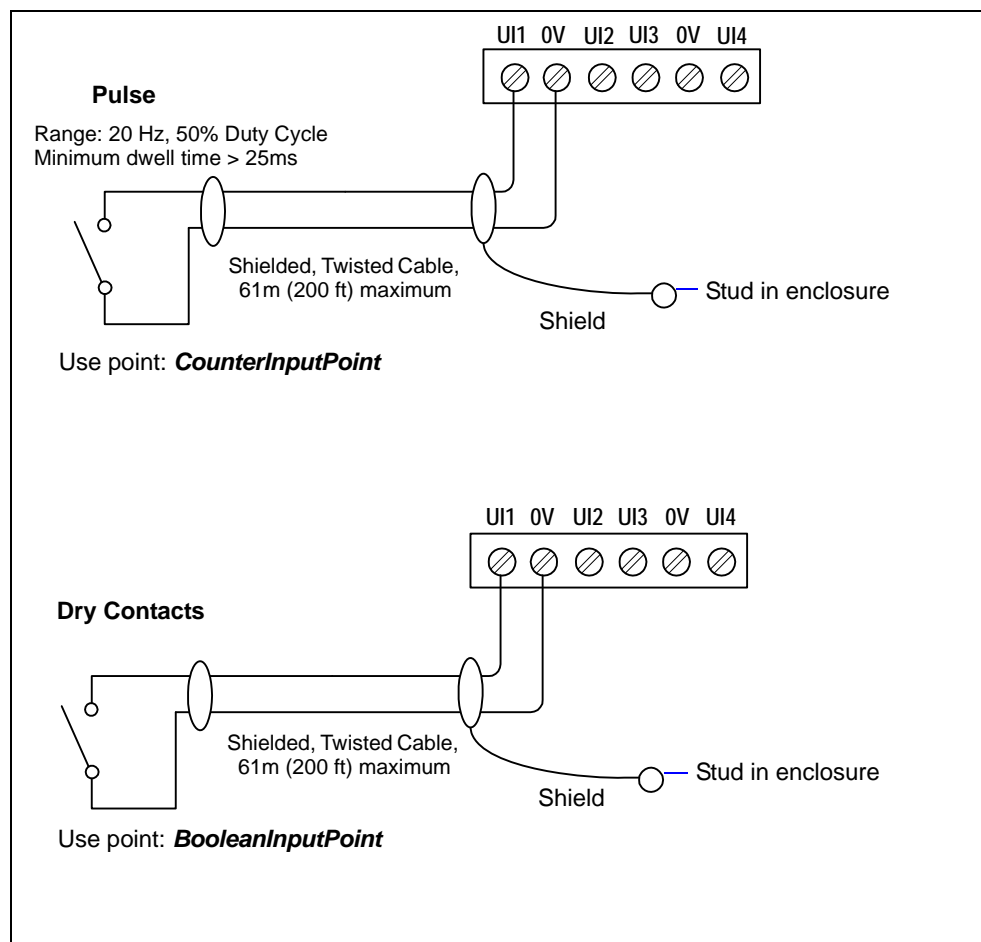 UI1 0V UI2 UI3 0V UI4
Pulse
Range: 20 Hz, 50% Duty Cycle
Minimum dwell time > 25ms
Shielded, Twisted Cable,
61m (200 ft) maximum
Stud in enclosure
Shield
Use point: CounterInputPoint
UI1 0V UI2 UI3 0V UI4
Dry Contacts
Shielded, Twisted Cable,
61m (200 ft) maximum
Stud in enclosure
Shield
Use point: BooleanInputPoint